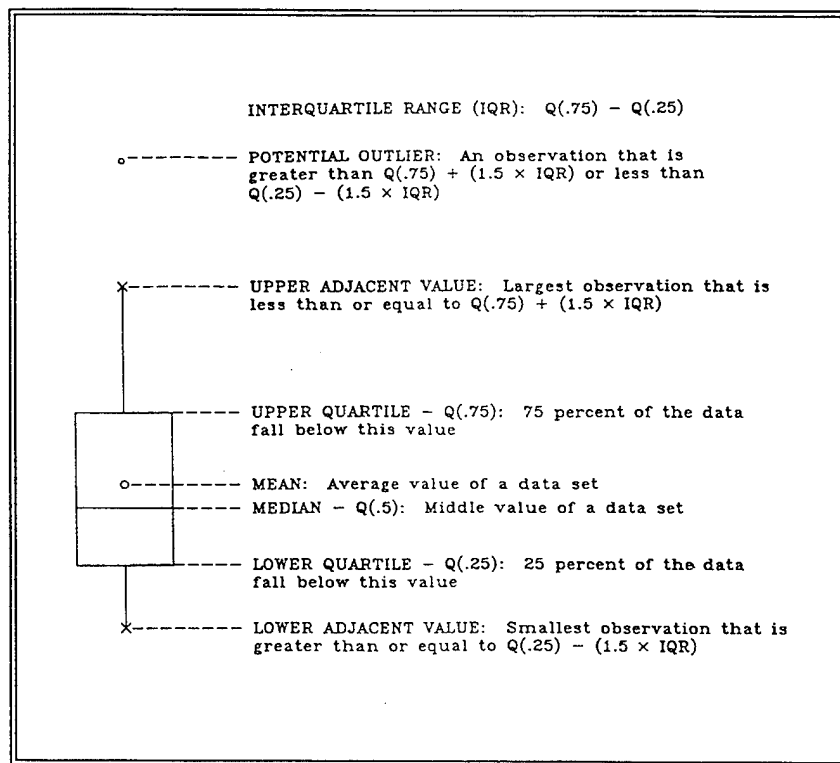 INTERQUARTILE RANGE (IQR): Q(.75) − Q(.25)
POTENTIAL OUTLIER: An observation that is
greater than Q(.75) + (1.5 × IQR) or less than
Q(.25) − (1.5 × IQR)
UPPER ADJACENT VALUE: Largest observation that is
less than or equal to Q(.75) + (1.5 × IQR)
UPPER QUARTILE − Q(.75): 75 percent of the data
fall below this value
MEAN: Average value of a data set
MEDIAN − Q(.5): Middle value of a data set
LOWER QUARTILE − Q(.25): 25 percent of the data
fall below this value
LOWER ADJACENT VALUE: Smallest observation that is
greater than or equal to Q(.25) − (1.5 × IQR)